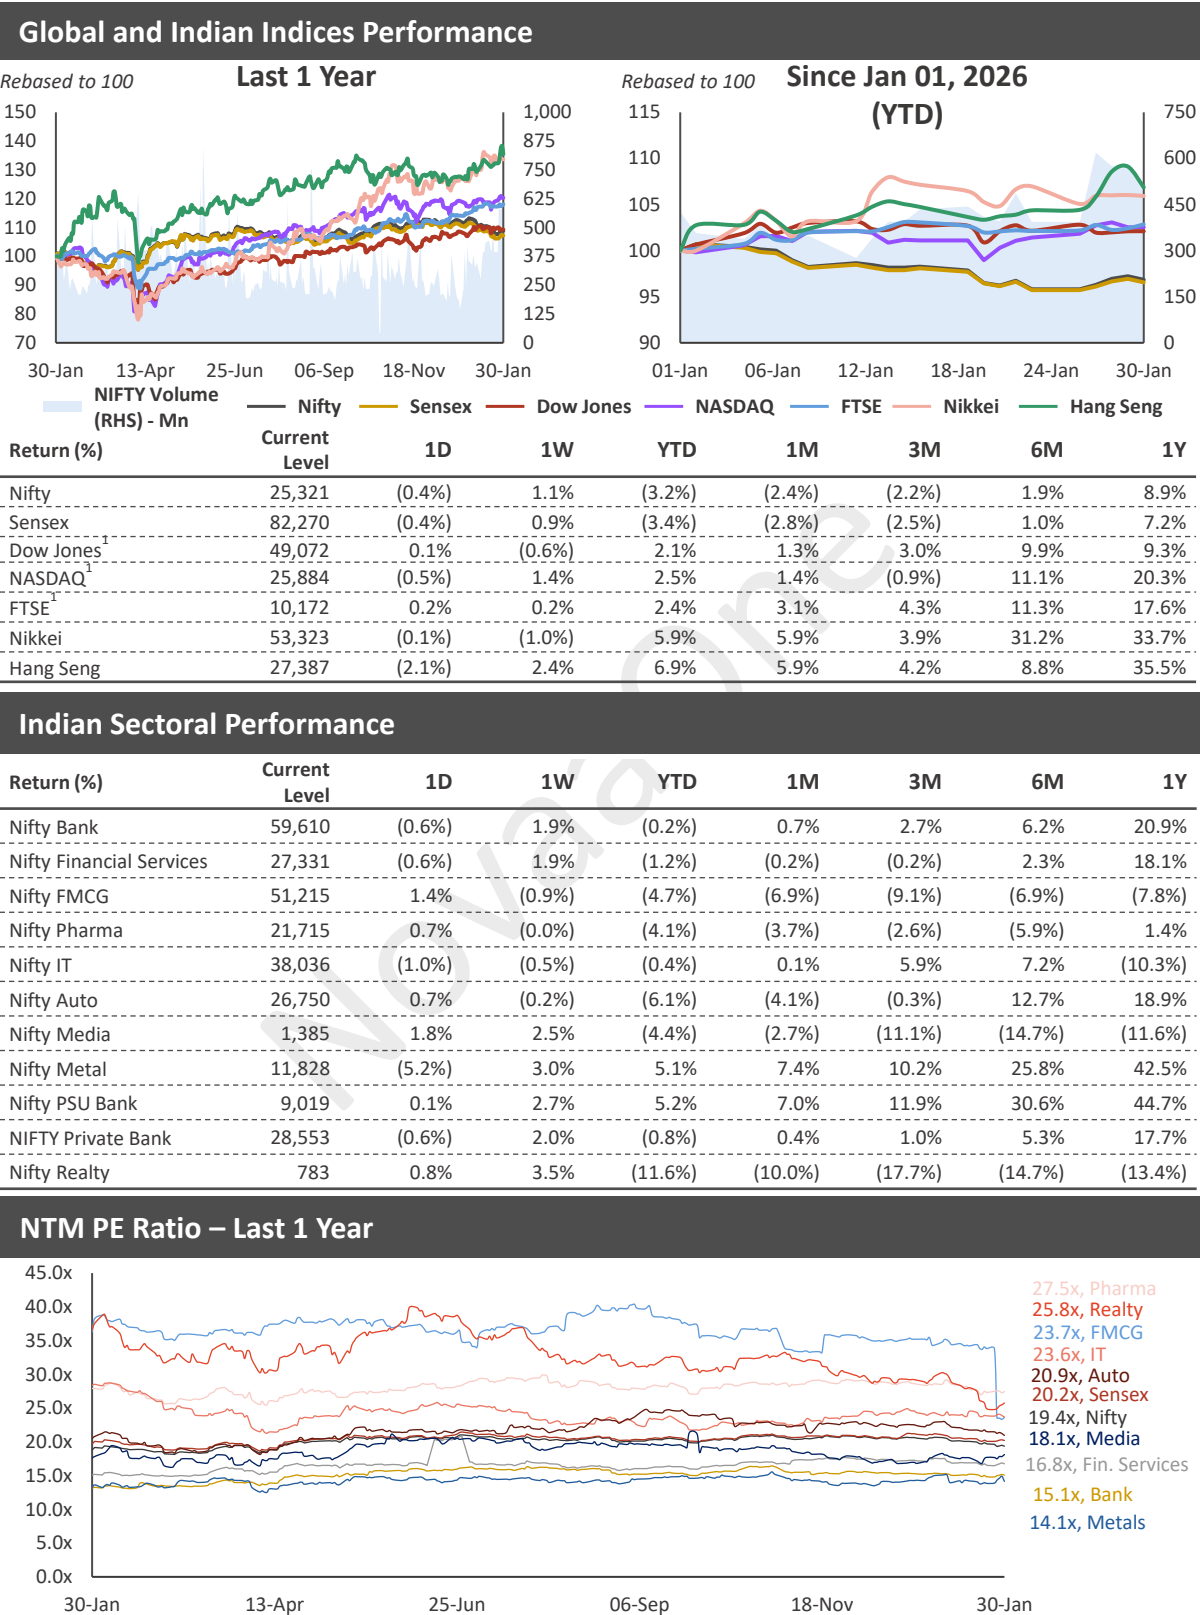 Global and Indian Indices Performance
Rebased to 100 Last 1 Year
150 1,000
140 875
130 750
120 625
110 500
100 375
90 250
80 125
70 0
30-Jan 13-Apr 25-Jun 06-Sep 18-Nov 30-Jan
Rebased to 100 Since Jan 01, 2026
(YTD)
115 750
110 600
105 450
100 300
95 150
90 0
01-Jan 06-Jan 12-Jan 18-Jan 24-Jan 30-Jan
NIFTY Volume
(RHS) - Mn
Nifty Sensex Dow Jones NASDAQ FTSE Nikkei Hang Seng
Return (%) Current Level 1D 1W YTD 1M 3M 6M 1Y
Nifty 25,321 (0.4%) 1.1% (3.2%) (2.4%) (2.2%) 1.9% 8.9%
Sensex 82,270 (0.4%) 0.9% (3.4%) (2.8%) (2.5%) 1.0% 7.2%
Dow Jones1 49,072 0.1% (0.6%) 2.1% 1.3% 3.0% 9.9% 9.3%
NASDAQ1 25,884 (0.5%) 1.4% 2.5% 1.4% (0.9%) 11.1% 20.3%
FTSE1 10,172 0.2% 0.2% 2.4% 3.1% 4.3% 11.3% 17.6%
Nikkei 53,323 (0.1%) (1.0%) 5.9% 5.9% 3.9% 31.2% 33.7%
Hang Seng 27,387 (2.1%) 2.4% 6.9% 5.9% 4.2% 8.8% 35.5%
Indian Sectoral Performance
Return (%) Current Level 1D 1W YTD 1M 3M 6M 1Y
Nifty Bank 59,610 (0.6%) 1.9% (0.2%) 0.7% 2.7% 6.2% 20.9%
Nifty Financial Services 27,331 (0.6%) 1.9% (1.2%) (0.2%) (0.2%) 2.3% 18.1%
Nifty FMCG 51,215 1.4% (0.9%) (4.7%) (6.9%) (9.1%) (6.9%) (7.8%)
Nifty Pharma 21,715 0.7% (0.0%) (4.1%) (3.7%) (2.6%) (5.9%) 1.4%
Nifty IT 38,036 (1.0%) (0.5%) (0.4%) 0.1% 5.9% 7.2% (10.3%)
Nifty Auto 26,750 0.7% (0.2%) (6.1%) (4.1%) (0.3%) 12.7% 18.9%
Nifty Media 1,385 1.8% 2.5% (4.4%) (2.7%) (11.1%) (14.7%) (11.6%)
Nifty Metal 11,828 (5.2%) 3.0% 5.1% 7.4% 10.2% 25.8% 42.5%
Nifty PSU Bank 9,019 0.1% 2.7% 5.2% 7.0% 11.9% 30.6% 44.7%
NIFTY Private Bank 28,553 (0.6%) 2.0% (0.8%) 0.4% 1.0% 5.3% 17.7%
Nifty Realty 783 0.8% 3.5% (11.6%) (10.0%) (17.7%) (14.7%) (13.4%)
NovaaOne
NTM PE Ratio – Last 1 Year
45.0x
40.0x
35.0x
30.0x
25.0x
20.0x
15.0x
10.0x
5.0x
0.0x
30-Jan 13-Apr 25-Jun 06-Sep 18-Nov 30-Jan
27.5x, Pharma
25.8x, Realty
23.7x, FMCG
23.6x, IT
20.9x, Auto
20.2x, Sensex
19.4x, Nifty
18.1x, Media
16.8x, Fin. Services
15.1x, Bank
14.1x, Metals